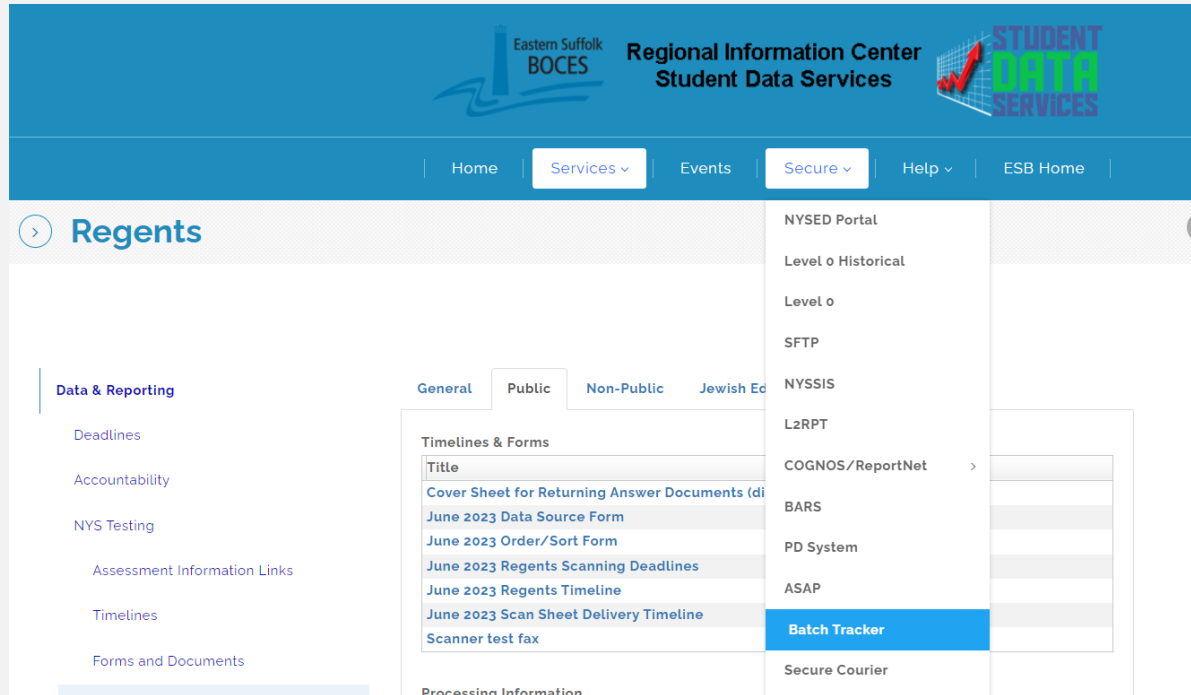 Eastern Suffolk
BOCES
Regional Information Center
Student Data Services
STUDENT
DATA
SERVICES
Home
Services
Events
Secure
Help
ESB Home
Regents
NYSED Portal
Level 0 Historical
Level 0
SFTP
NYSSIS
L2RPT
COGNOS/ReportNet
BARS
PD System
ASAP
Batch Tracker
Secure Courier
Data & Reporting
Deadlines
Accountability
NYS Testing
Assessment Information Links
Timelines
Forms and Documents
General
Public
Non-Public
Jewish Ed
Timelines & Forms
Title
Cover Sheet for Returning Answer Documents (di
June 2023 Data Source Form
June 2023 Order/Sort Form
June 2023 Regents Scanning Deadlines
June 2023 Regents Timeline
June 2023 Scan Sheet Delivery Timeline
Scanner test fax
Processing Information